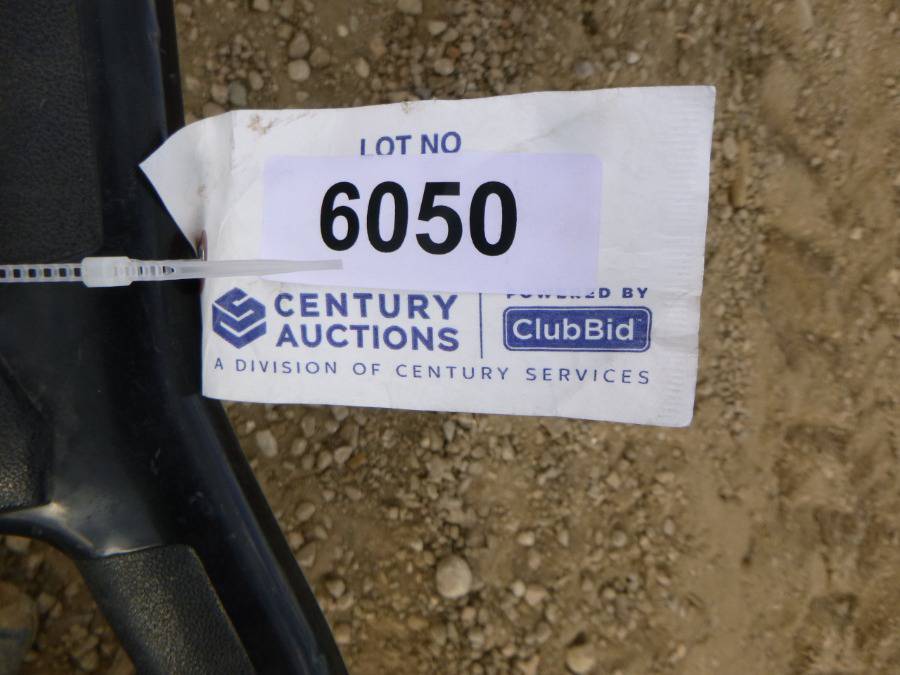 LOT NO
6050
CENTURY
AUCTIONS
POWERED BY
ClubBid
A DIVISION OF CENTURY SERVICES